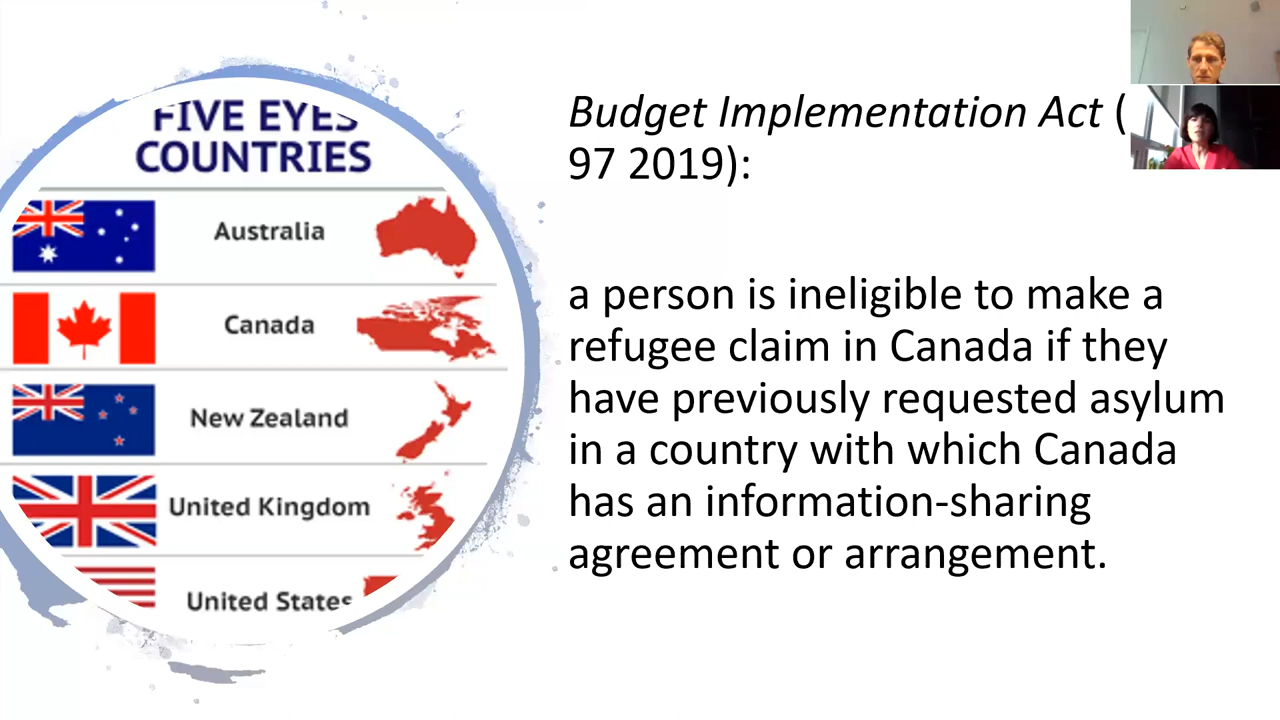 FIVE EYES
COUNTRIES
Australia
Canada
New Zealand
United Kingdom
United States
Budget Implementation Act (
97 2019):
a person is ineligible to make a
refugee claim in Canada if they
have previously requested asylum
in a country with which Canada
has an information-sharing
agreement or arrangement.